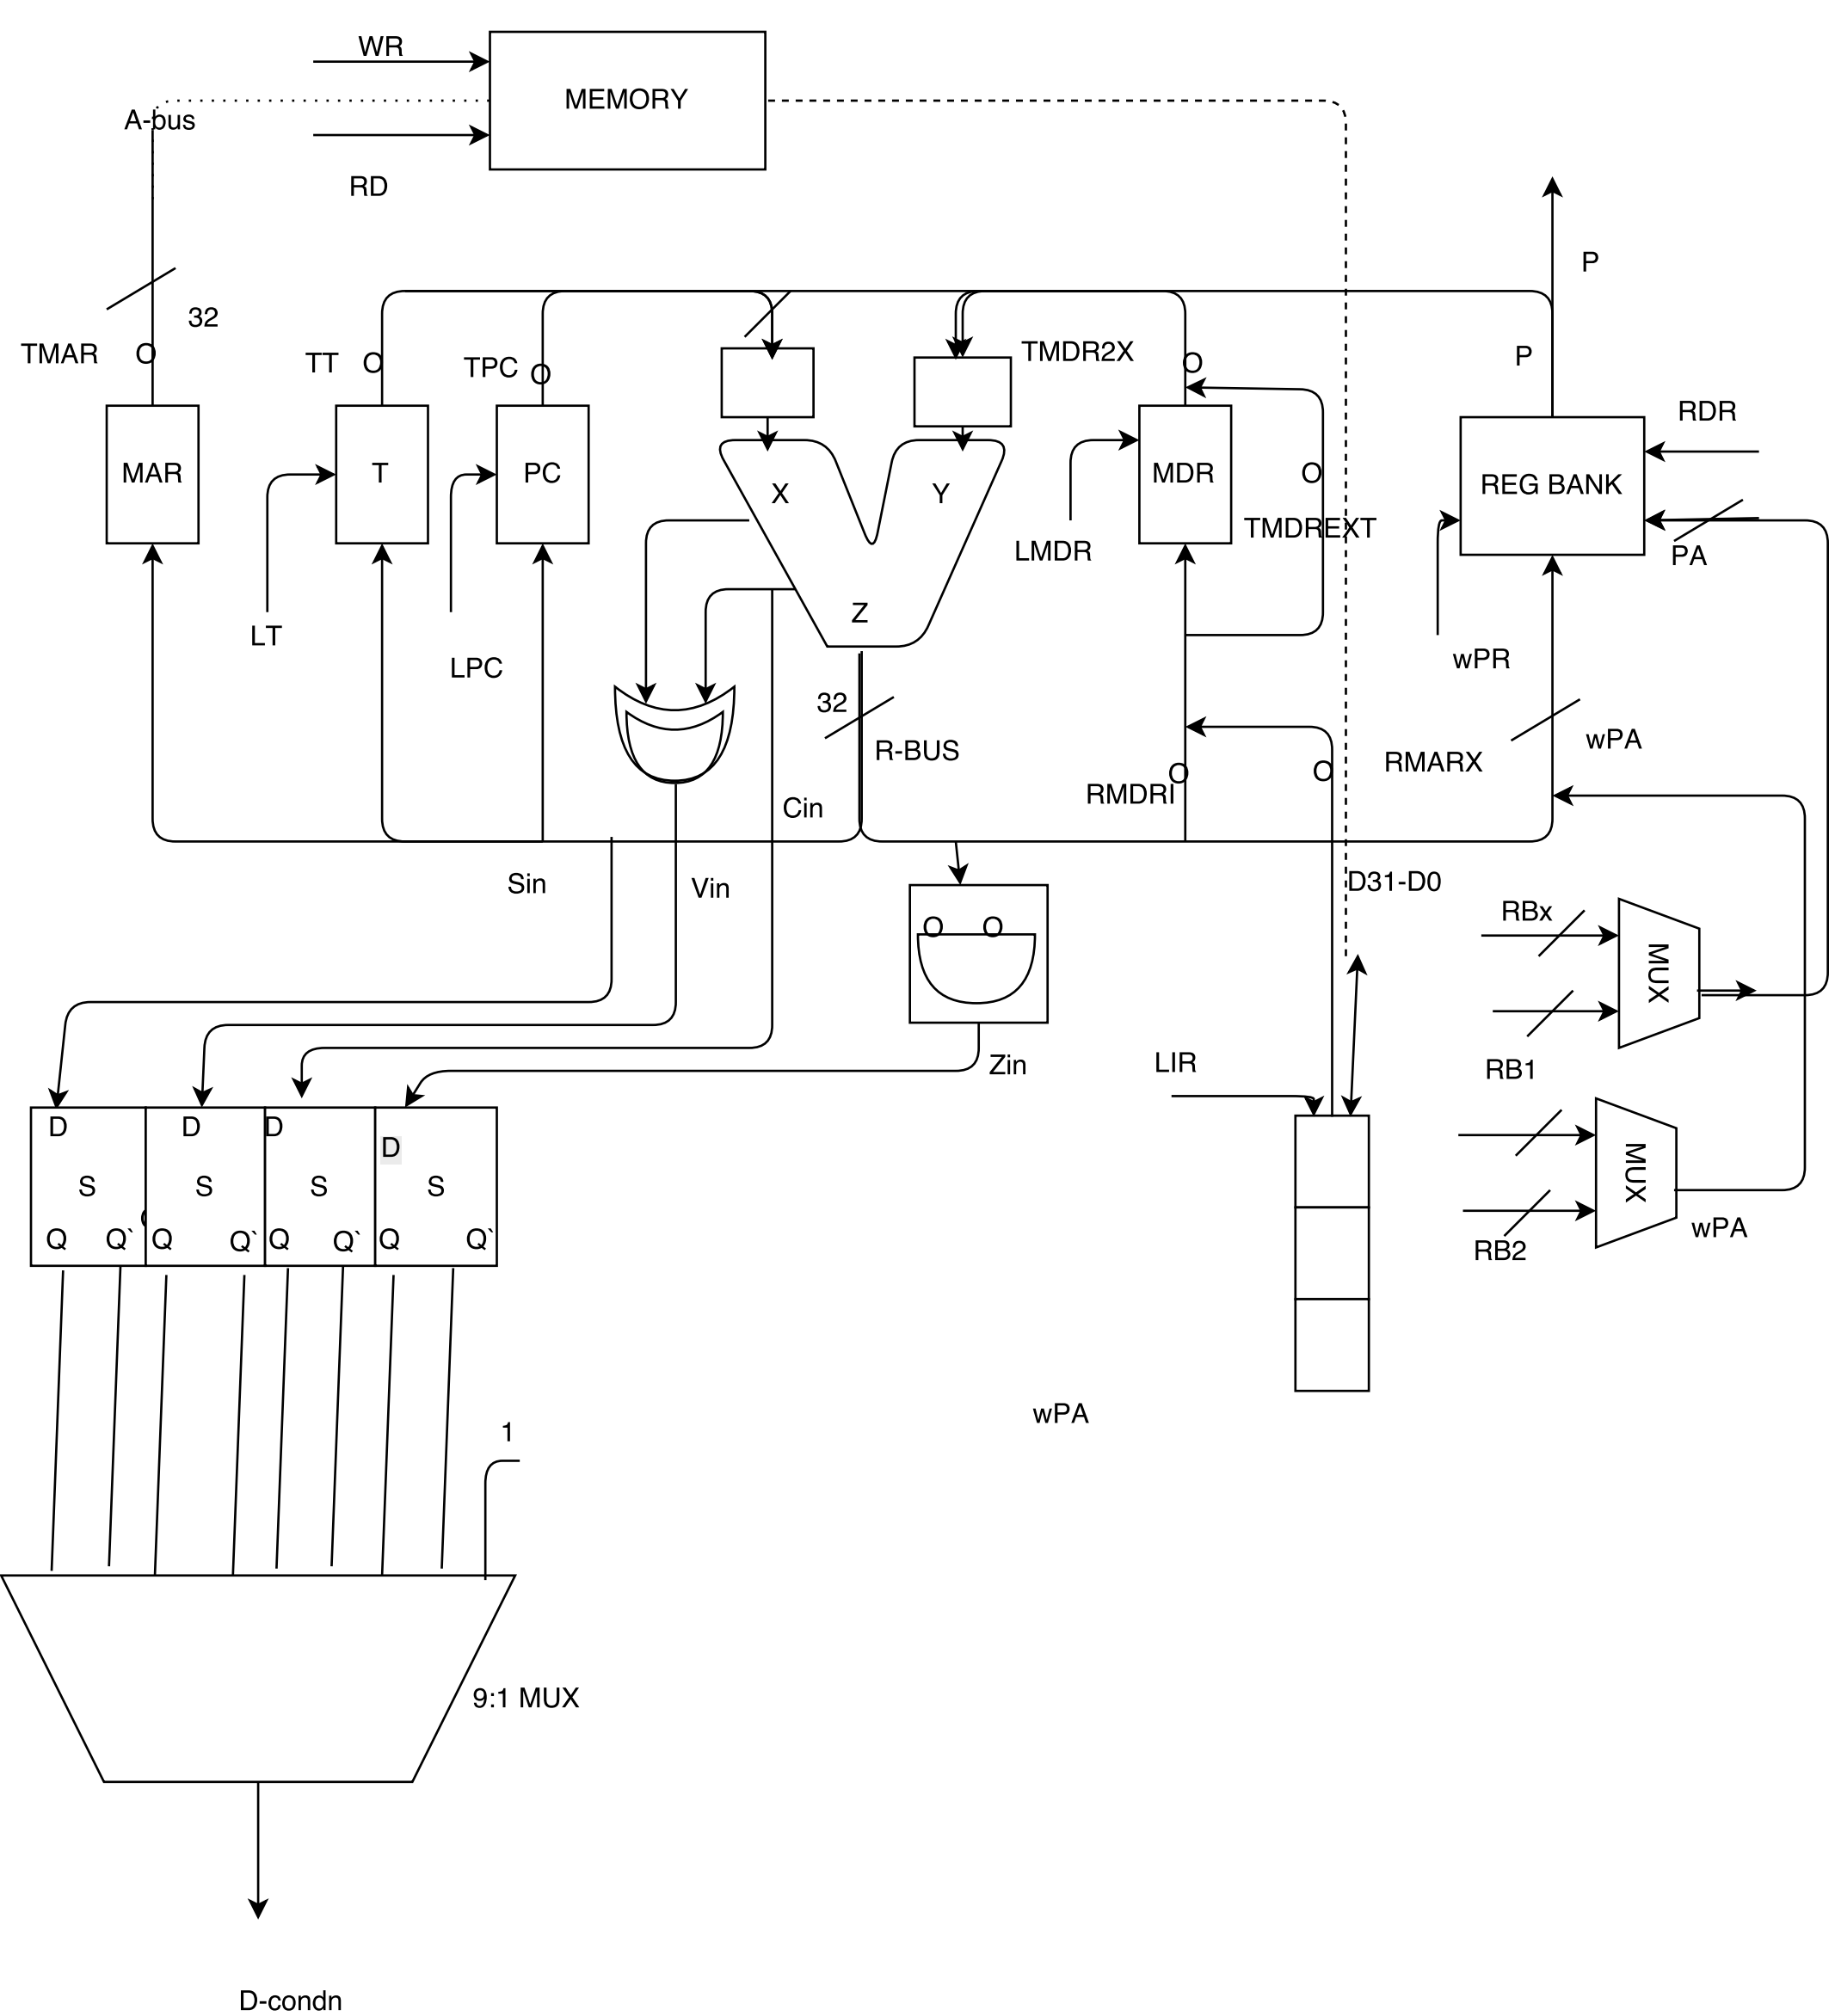 WR
MEMORY
A-bus
RD
P
32
TMAR
O
TT
O
TPC
O
TMDR2X
O
P
RDR
MAR
T
PC
X
Y
MDR
O
REG BANK
TMDREXT
LMDR
PA
LT
LPC
Z
wPR
32
R-BUS
wPA
RMARX
RMDRI
O
O
Cin
Sin
Vin
D31-D0
RBx
O
O
MUX
Zin
LIR
RB1
D
D
D
D
S
S
S
S
MUX
Q
Q`
Q
Q`
Q
Q`
Q
Q`
wPA
RB2
wPA
1
9:1 MUX
D-condn